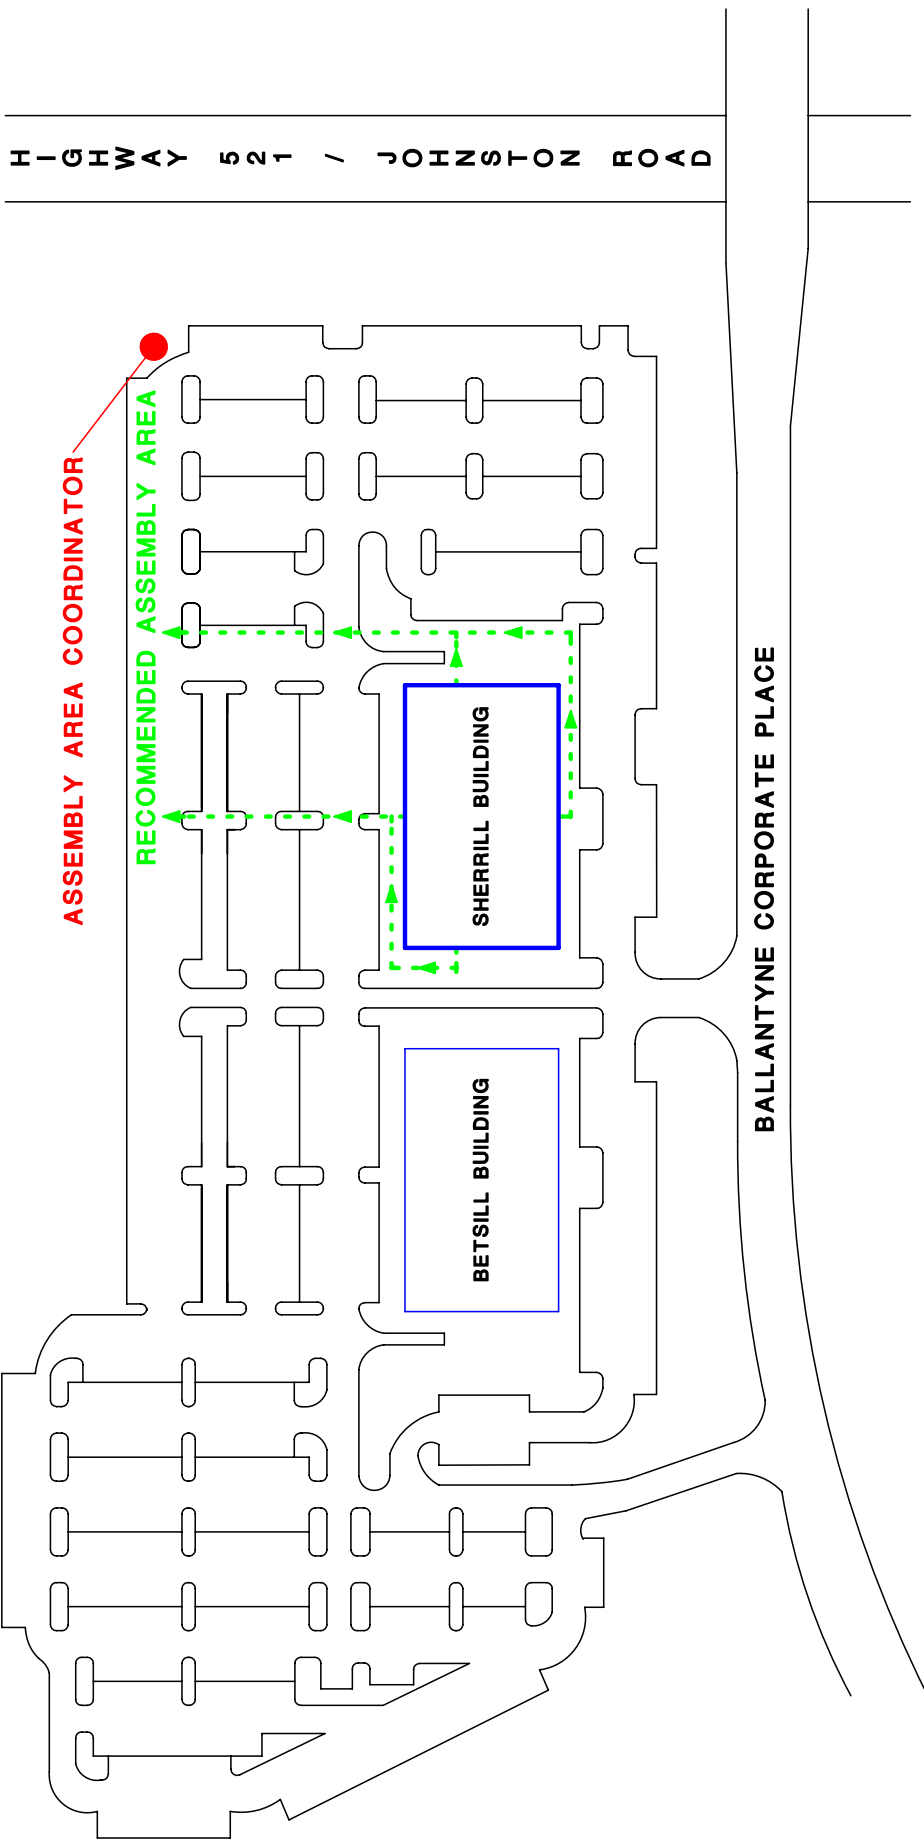 HIGHWAY 521 / JOHNSTON ROAD
ASSEMBLY AREA COORDINATOR
RECOMMENDED ASSEMBLY AREA
SHERRILL BUILDING
BETSILL BUILDING
BALLANTYNE CORPORATE PLACE